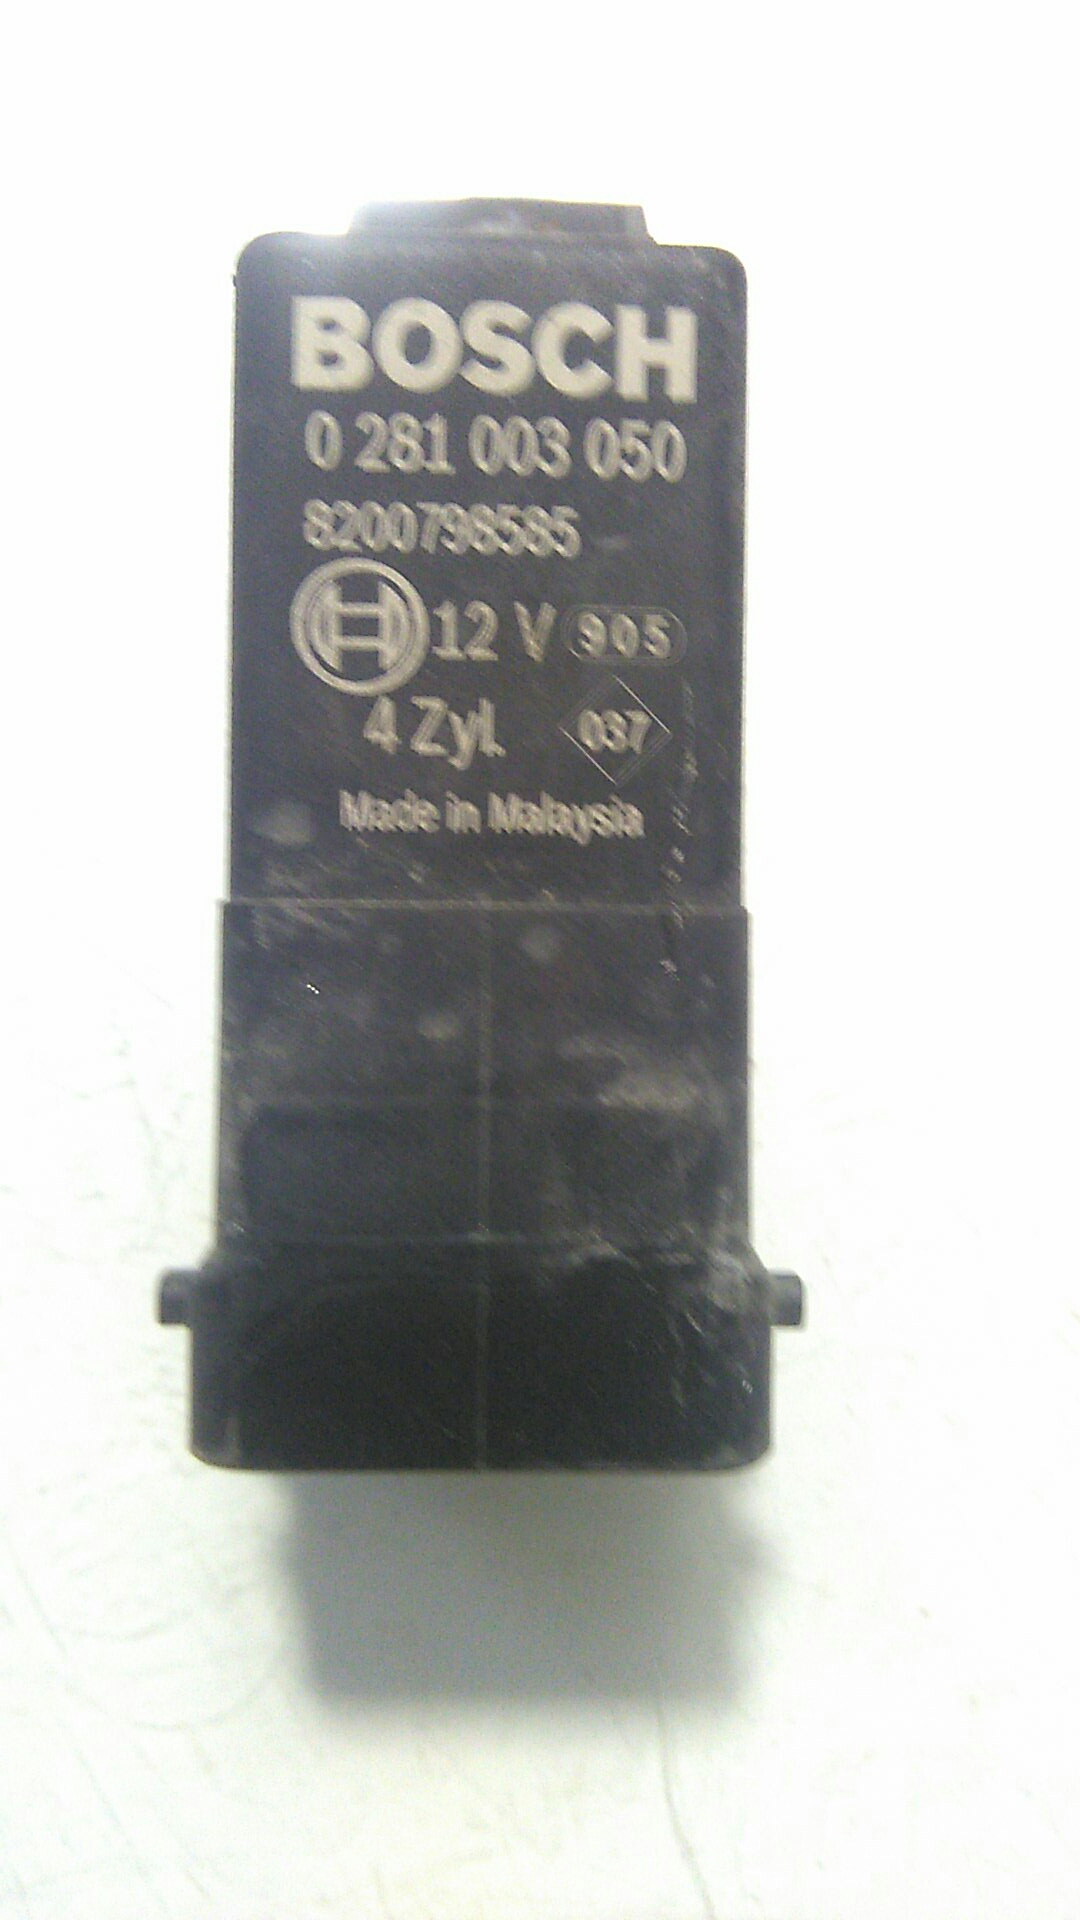 BOSCH
0 281 003 050
8200798585
12 V 905
4 Zyl. 037
Made in Malaysia